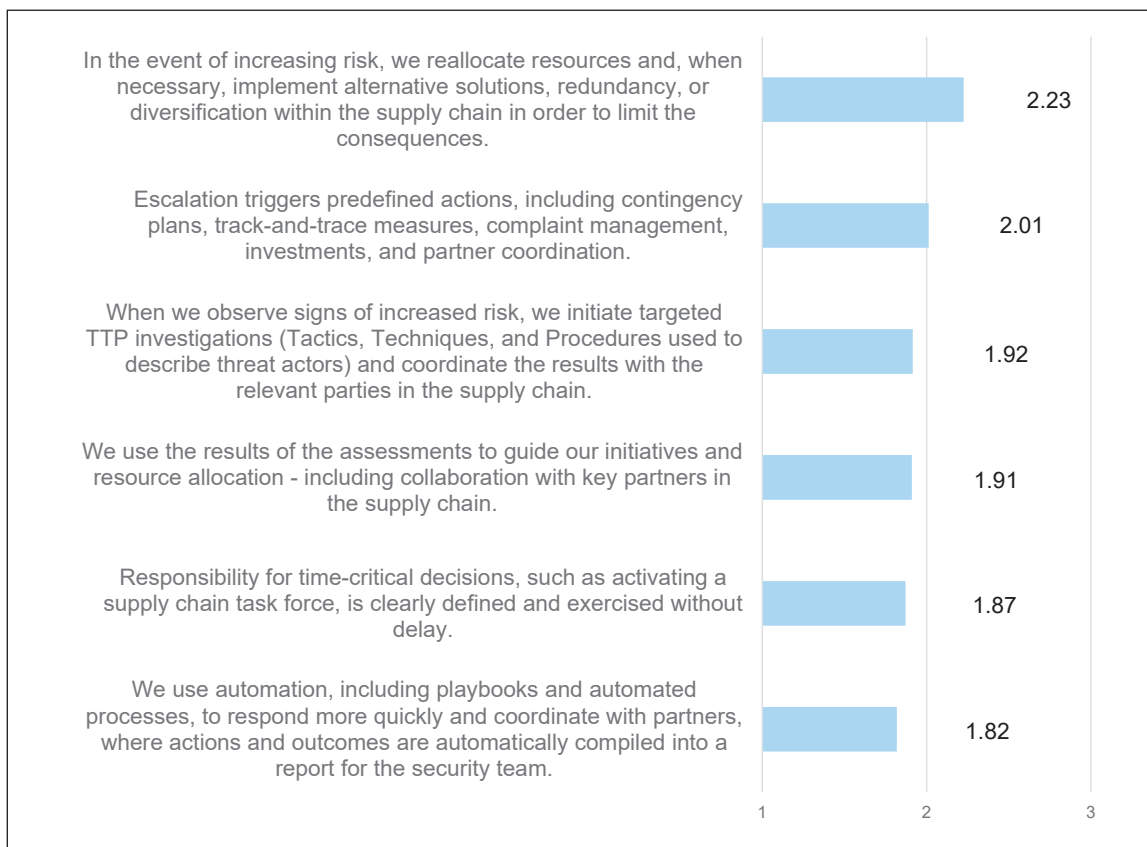 In the event of increasing risk, we reallocate resources and, when
necessary, implement alternative solutions, redundancy, or
diversification within the supply chain in order to limit the
consequences.
2.23
Escalation triggers predefined actions, including contingency
plans, track-and-trace measures, complaint management,
investments, and partner coordination.
2.01
When we observe signs of increased risk, we initiate targeted
TTP investigations (Tactics, Techniques, and Procedures used to
describe threat actors) and coordinate the results with the
relevant parties in the supply chain.
1.92
We use the results of the assessments to guide our initiatives and
resource allocation - including collaboration with key partners in
the supply chain.
1.91
Responsibility for time-critical decisions, such as activating a
supply chain task force, is clearly defined and exercised without
delay.
1.87
We use automation, including playbooks and automated
processes, to respond more quickly and coordinate with partners,
where actions and outcomes are automatically compiled into a
report for the security team.
1.82
1 2 3